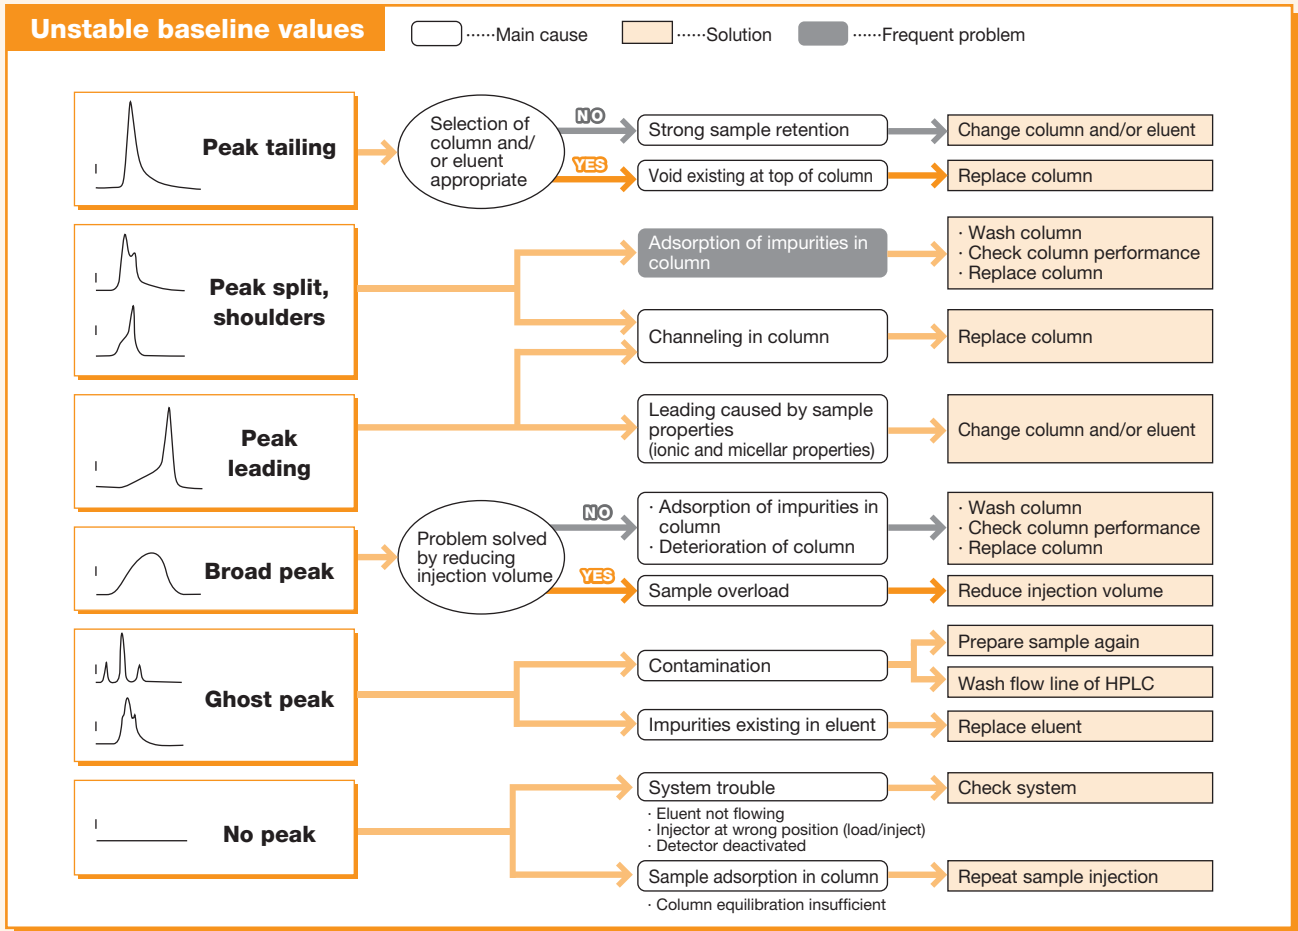 Unstable baseline values
······Main cause
······Solution
······Frequent problem
Peak tailing
Selection of
column and/
or eluent
appropriate
NO
Strong sample retention
Change column and/or eluent
YES
Void existing at top of column
Replace column
Peak split,
shoulders
Adsorption of impurities in
column
· Wash column
· Check column performance
· Replace column
Channeling in column
Replace column
Peak
leading
Leading caused by sample
properties
(ionic and micellar properties)
Change column and/or eluent
Broad peak
Problem solved
by reducing
injection volume
NO
· Adsorption of impurities in
column
· Deterioration of column
· Wash column
· Check column performance
· Replace column
YES
Sample overload
Reduce injection volume
Ghost peak
Contamination
Prepare sample again
Wash flow line of HPLC
Impurities existing in eluent
Replace eluent
No peak
System trouble
· Eluent not flowing
· Injector at wrong position (load/inject)
· Detector deactivated
Check system
Sample adsorption in column
· Column equilibration insufficient
Repeat sample injection